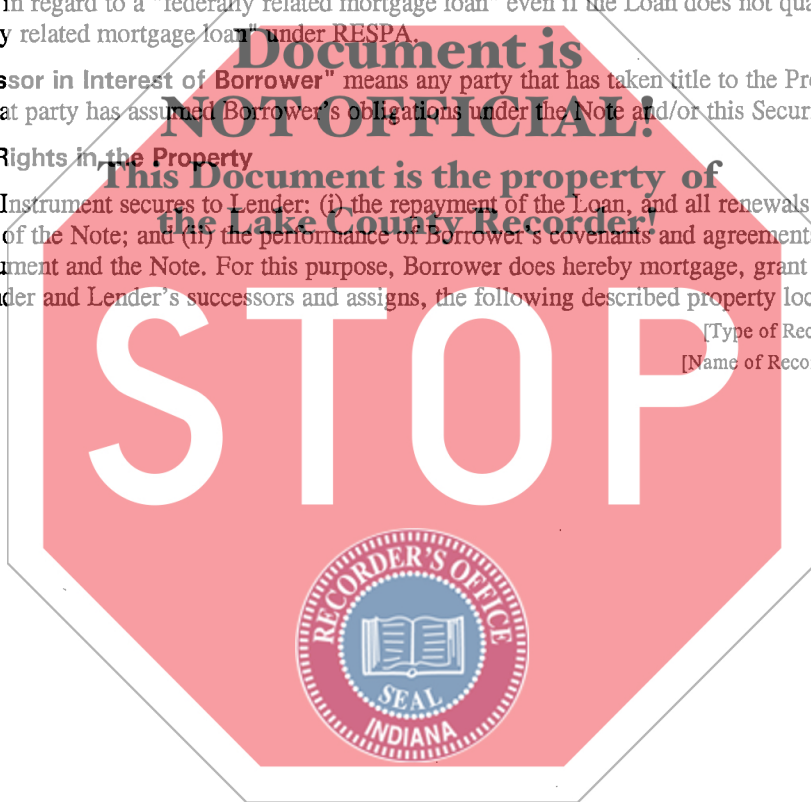 in regard to a "federally related mortgage loan" even if the Loan does not qua
y related mortgage loan" under RESPA.
Document is
ssor in Interest of Borrower" means any party that has taken title to the Pro
at party has assumed Borrower's obligations under the Note and/or this Secur
NOT OFFICIAL!
Rights in the Property
This Document is the property of
Instrument secures to Lender: (i) the repayment of the Loan, and all renewals
the Lake County Recorder!
of the Note; and (ii) the performance of Borrower's covenants and agreements
ument and the Note. For this purpose, Borrower does hereby mortgage, grant
der and Lender's successors and assigns, the following described property loc
[Type of Rec
[Name of Reco
STOP
RECORDER'S OFFICE
SEAL
INDIANA